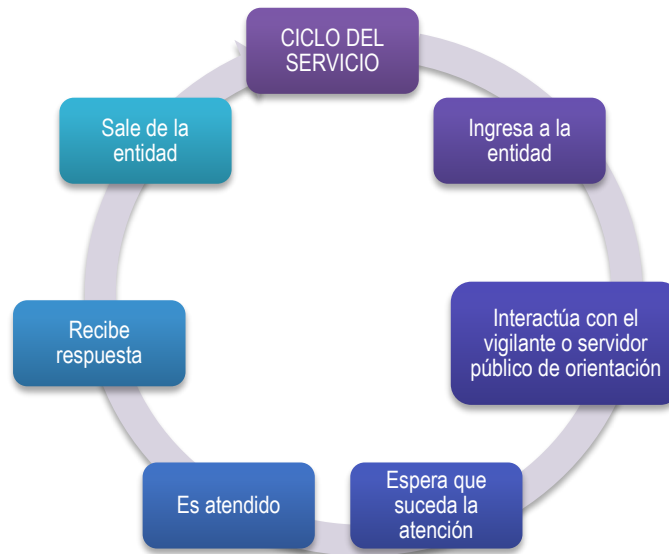 CICLO DEL
SERVICIO
Ingresa a la
entidad
Interactúa con el
vigilante o servidor
público de orientación
Espera que
suceda la
atención
Es atendido
Recibe
respuesta
Sale de la
entidad